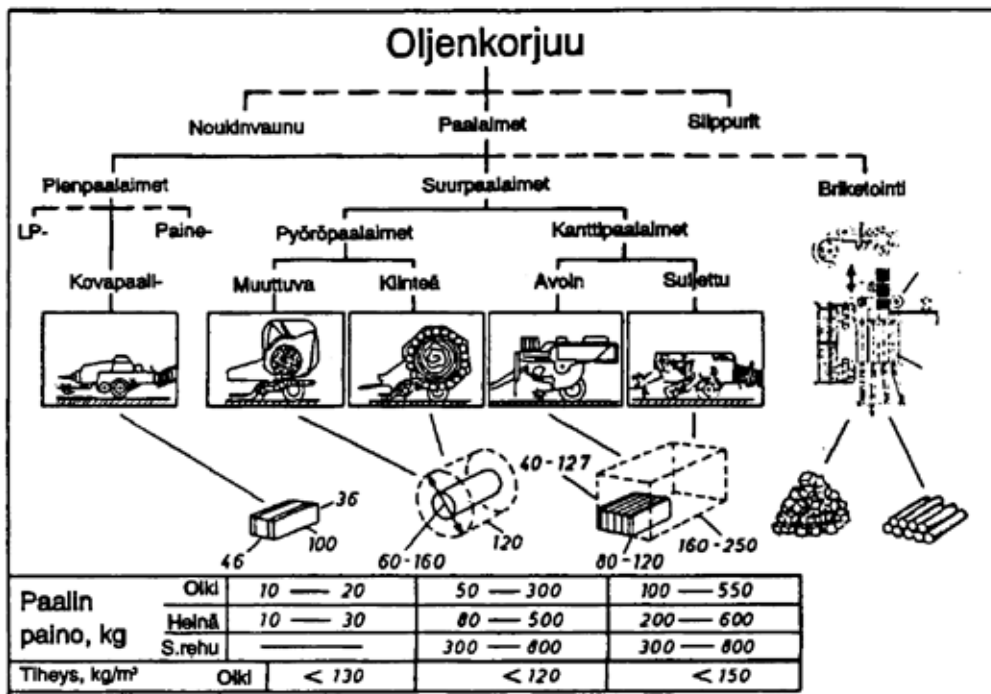 Oljenkorjuu
Noukinvaunu Paalaimet Silppurit
Pienpaalaimet Suurpaalaimet Briketointi
LP- Paine- Pyöröpaalaimet Kanttipaalaimet
Kovapaali- Muuttuva Kiinteä Avoin Suljettu
40-127
36
46 100 60-160 120 80-120 160-250
Paalin paino, kg
Olki 10 — 20 50 — 300 100 — 550
Heinä 10 — 30 80 — 500 200 — 600
S.rehu — 300 — 800 300 — 800
Tiheys, kg/m³ Olki < 130 < 120 < 150